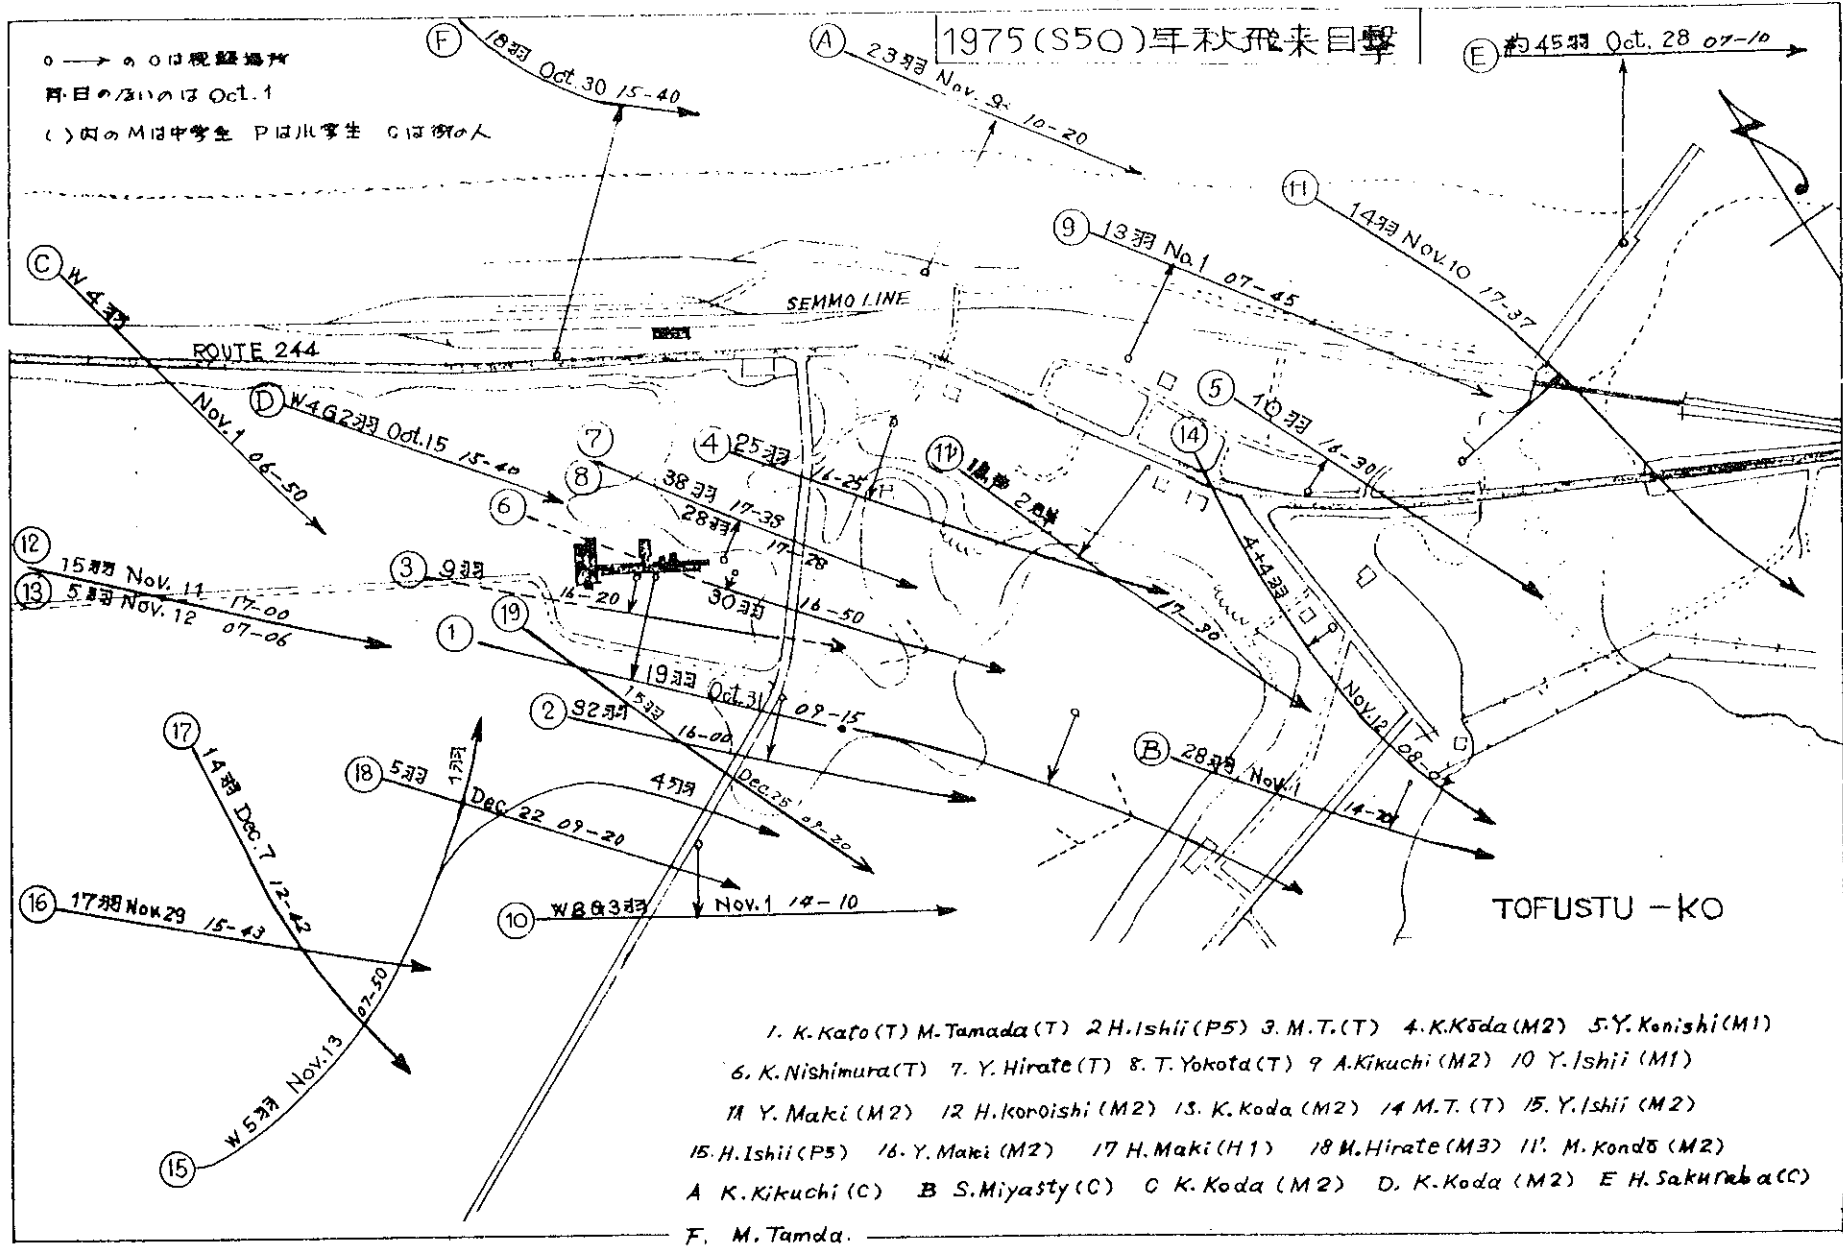 1975(S50)年秋飛来目撃
○→の○は視認場所
月・日のないのは Oct.1
( )内のMは中学生 Pは小学生 Cは街の人
F 18羽 Oct.30 15-40
A 23羽 Nov. 9 10-20
E 約45羽 Oct. 28 07-10
11 14羽 Nov.10 17-37
9 13羽 No.1 07-45
C W4羽 Nov.1 06-50
SEMMO LINE
ROUTE 244
D W4G2羽 Oct.15 15-40
7 38羽 17-38
8 28羽 17-28
4 25羽 16-25
11' 2群 17-30
14 4+4羽 Nov.12
5 10羽 16-30
6 30羽 16-50
12 15羽 Nov. 11 17-00
13 5羽 Nov. 12 07-06
3 9羽 16-20
19 15羽 Dec.25 09-20
1 19羽 Oct.31 09-15
2 32羽 16-00
B 28羽 Nov.1
17 14羽 Dec.7 12-42
18 5羽 Dec. 22 09-20
1羽
4羽
16 17羽 Nov.29 15-43
10 W8G3羽 Nov.1 14-10
15 W5羽 Nov.13 07-50
TOFUSTU-KO
1. K.Kato(T) M.Tamada(T) 2 H.Ishii(P5) 3. M.T.(T) 4. K.Kōda(M2) 5. Y.Konishi(M1)
6. K.Nishimura(T) 7. Y.Hirate(T) 8. T.Yokota(T) 9 A.Kikuchi(M2) 10 Y.Ishii(M1)
11 Y.Maki(M2) 12 H.Koroishi(M2) 13. K.Koda(M2) 14 M.T.(T) 15. Y.Ishii(M2)
15. H.Ishii(P5) 16. Y.Maki(M2) 17 H.Maki(H1) 18 M.Hirate(M3) 11'. M.Kondō(M2)
A K.Kikuchi(C) B S.Miyasty(C) C K.Koda(M2) D. K.Koda(M2) E H.Sakuraba(C)
F. M.Tamda.